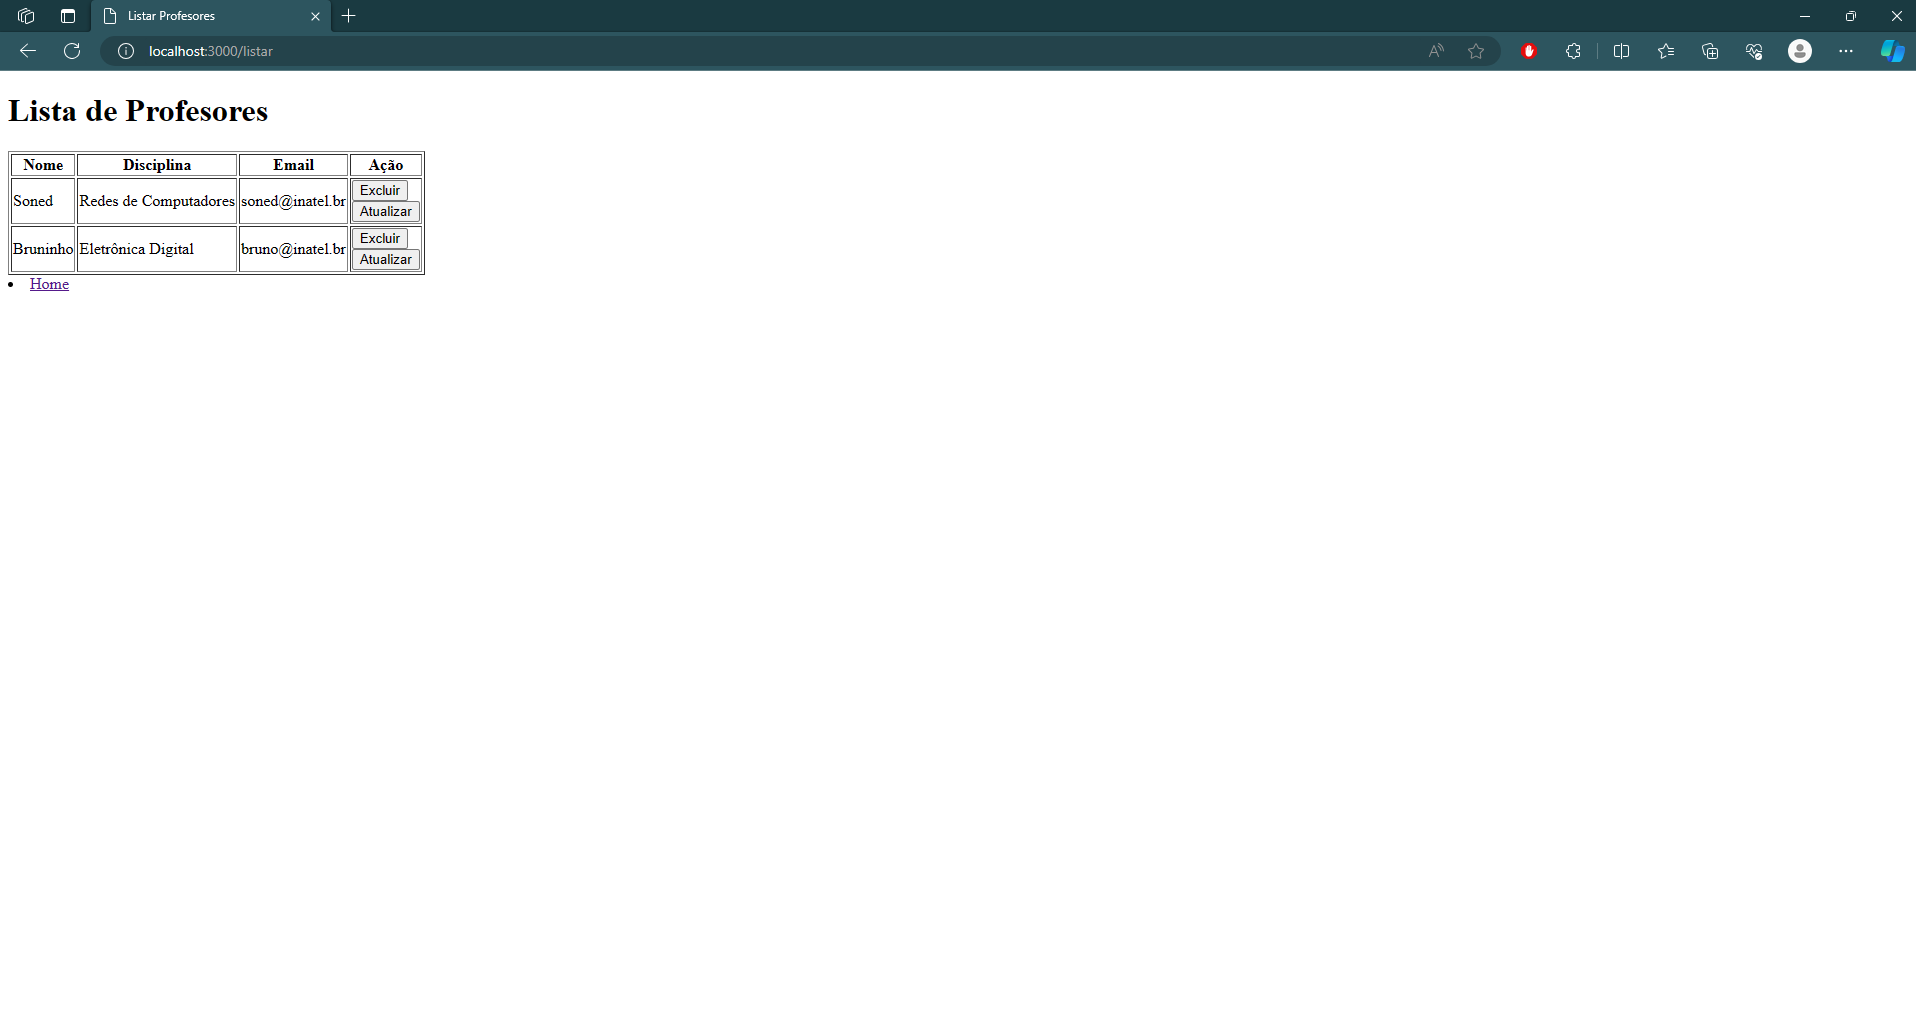 Listar Profesores
localhost:3000/listar
Lista de Profesores
Nome Disciplina Email Ação
Soned Redes de Computadores soned@inatel.br Excluir
Atualizar
Bruninho Eletrônica Digital bruno@inatel.br Excluir
Atualizar
Home